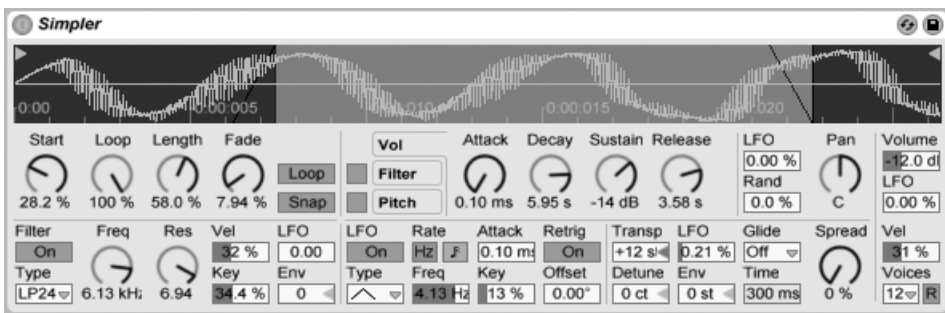 Simpler
0:00 0:00:005 0:00:010 0:00:015 0:00:020
Start Loop Length Fade Vol Attack Decay Sustain Release LFO Pan Volume
0.00 % -12.0 dB
Loop Filter Rand LFO
28.2 % 100 % 58.0 % 7.94 % Snap Pitch 0.10 ms 5.95 s -14 dB 3.58 s 0.0 % C 0.00 %
Filter Freq Res Vel LFO LFO Rate Attack Retrig Transp LFO Glide Spread Vel
On 32 % 0.00 On Hz 0.10 ms On +12 st 0.21 % Off 31 %
Type Key Env Type Freq Key Offset Detune Env Time Voices
LP24 6.13 kHz 6.94 34.4 % 0 4.13 Hz 13 % 0.00° 0 ct 0 st 300 ms 0 % 12 R